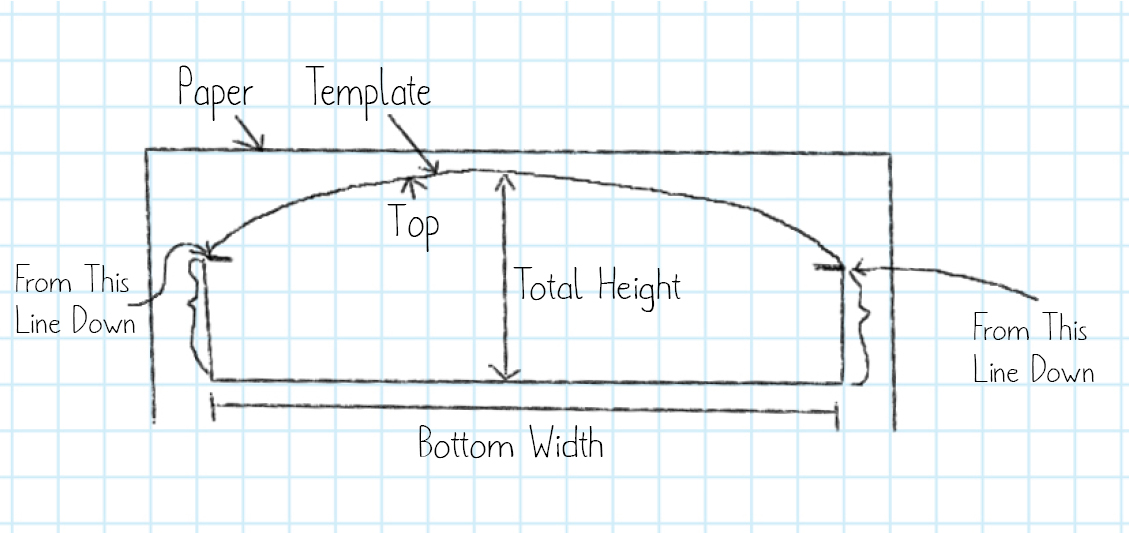 Paper
Template
Top
Total Height
From This
Line Down
From This
Line Down
Bottom Width